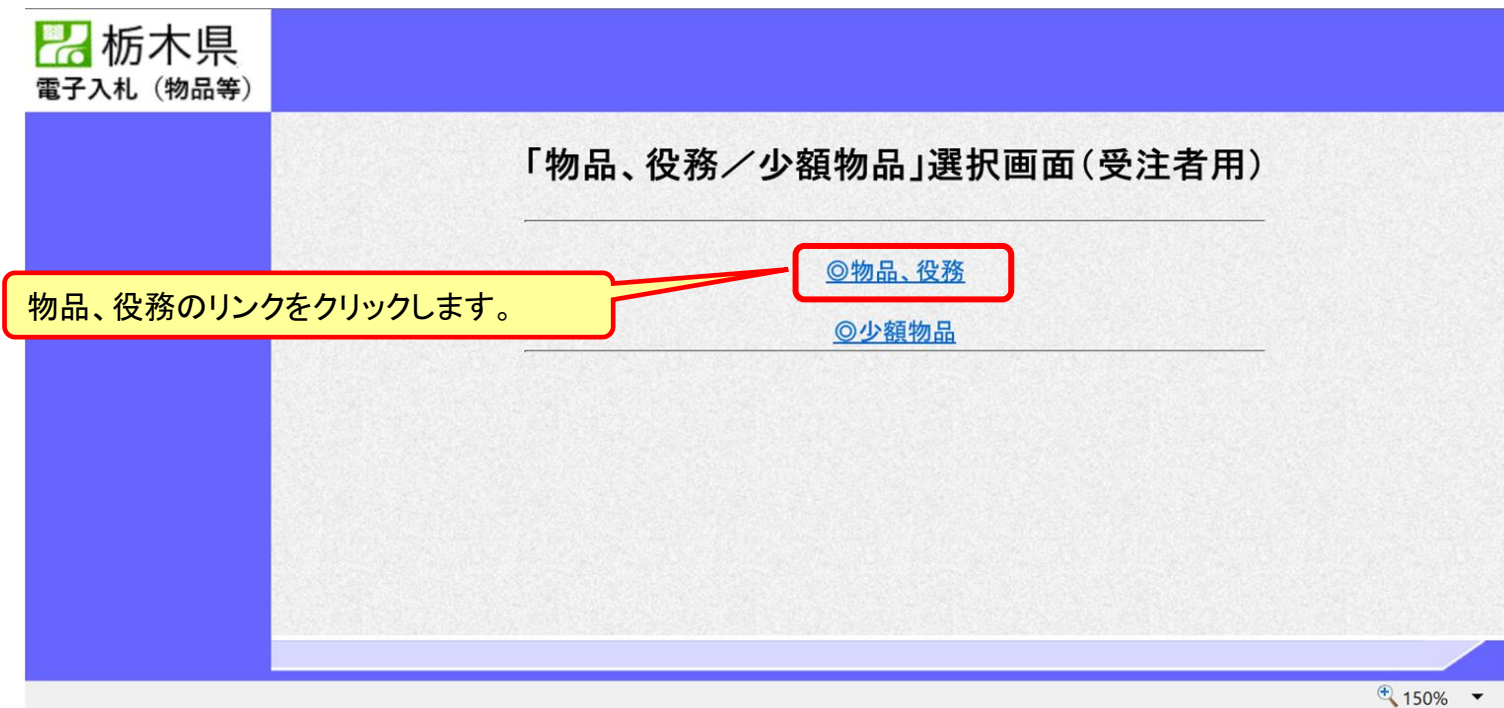 栃木県
電子入札（物品等）
「物品、役務／少額物品」選択画面（受注者用）
◎物品、役務
物品、役務のリンクをクリックします。
◎少額物品
150%